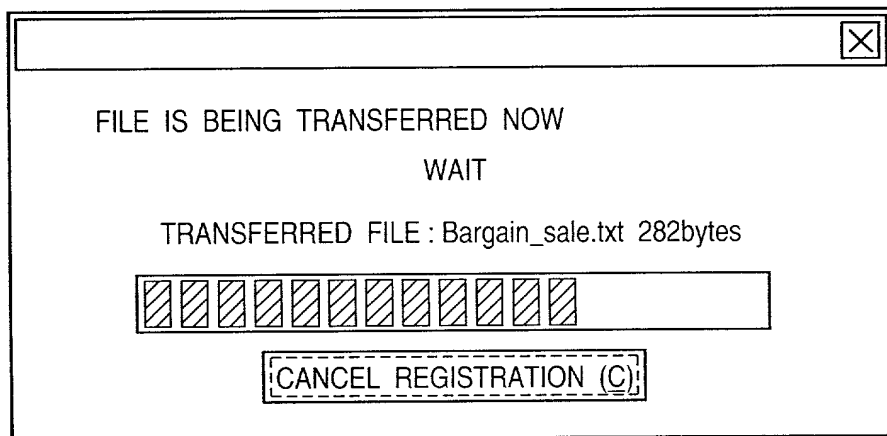 FILE IS BEING TRANSFERRED NOW
WAIT
TRANSFERRED FILE : Bargain_sale.txt 282bytes
CANCEL REGISTRATION (C)